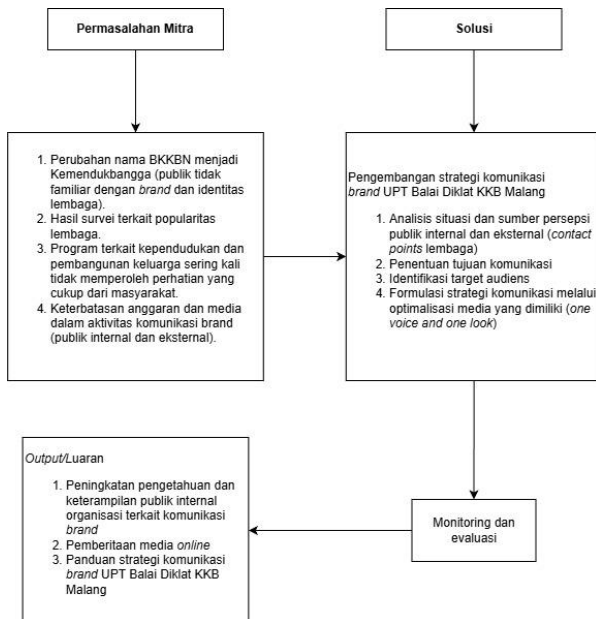 Permasalahan Mitra
Solusi
1. Perubahan nama BKKBN menjadi
Kemendukbangga (publik tidak
familiar dengan brand dan identitas
lembaga).
2. Hasil survei terkait popularitas
lembaga.
3. Program terkait kependudukan dan
pembangunan keluarga sering kali
tidak memperoleh perhatian yang
cukup dari masyarakat.
4. Keterbatasan anggaran dan media
dalam aktivitas komunikasi brand
(publik internal dan eksternal).
Pengembangan strategi komunikasi
brand UPT Balai Diklat KKB Malang
1. Analisis situasi dan sumber persepsi
publik internal dan eksternal (contact
points lembaga)
2. Penentuan tujuan komunikasi
3. Identifikasi target audiens
4. Formulasi strategi komunikasi melalui
optimalisasi media yang dimiliki (one
voice and one look)
Output/Luaran
1. Peningkatan pengetahuan dan
keterampilan publik internal
organisasi terkait komunikasi
brand
2. Pemberitaan media online
3. Panduan strategi komunikasi
brand UPT Balai Diklat KKB
Malang
Monitoring dan
evaluasi